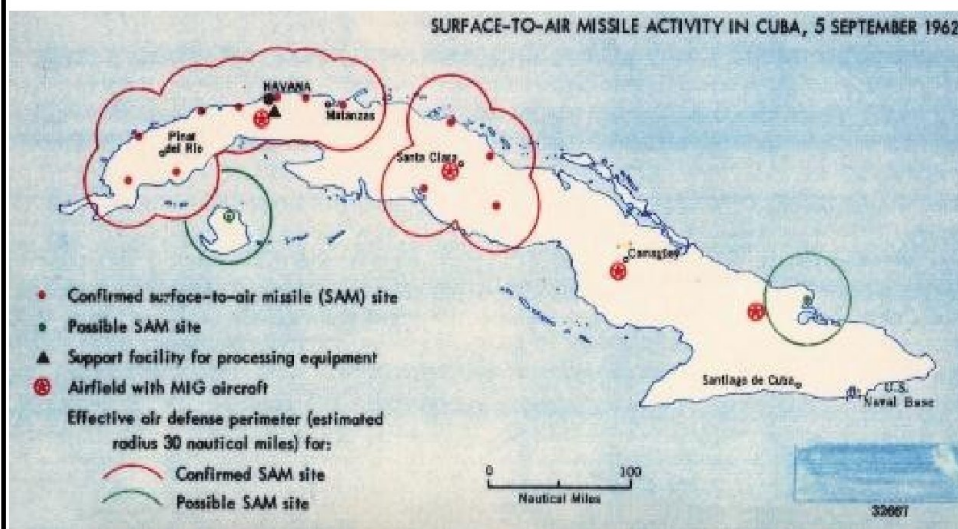 SURFACE-TO-AIR MISSILE ACTIVITY IN CUBA, 5 SEPTEMBER 1962
HAVANA
Matanzas
Pinar
del Río
Santa Clara
Camagüey
Santiago de Cuba
U.S.
Naval Base
Confirmed surface-to-air missile (SAM) site
Possible SAM site
Support facility for processing equipment
Airfield with MIG aircraft
Effective air defense perimeter (estimated
radius 30 nautical miles) for:
Confirmed SAM site
Possible SAM site
0 100
Nautical Miles
32667